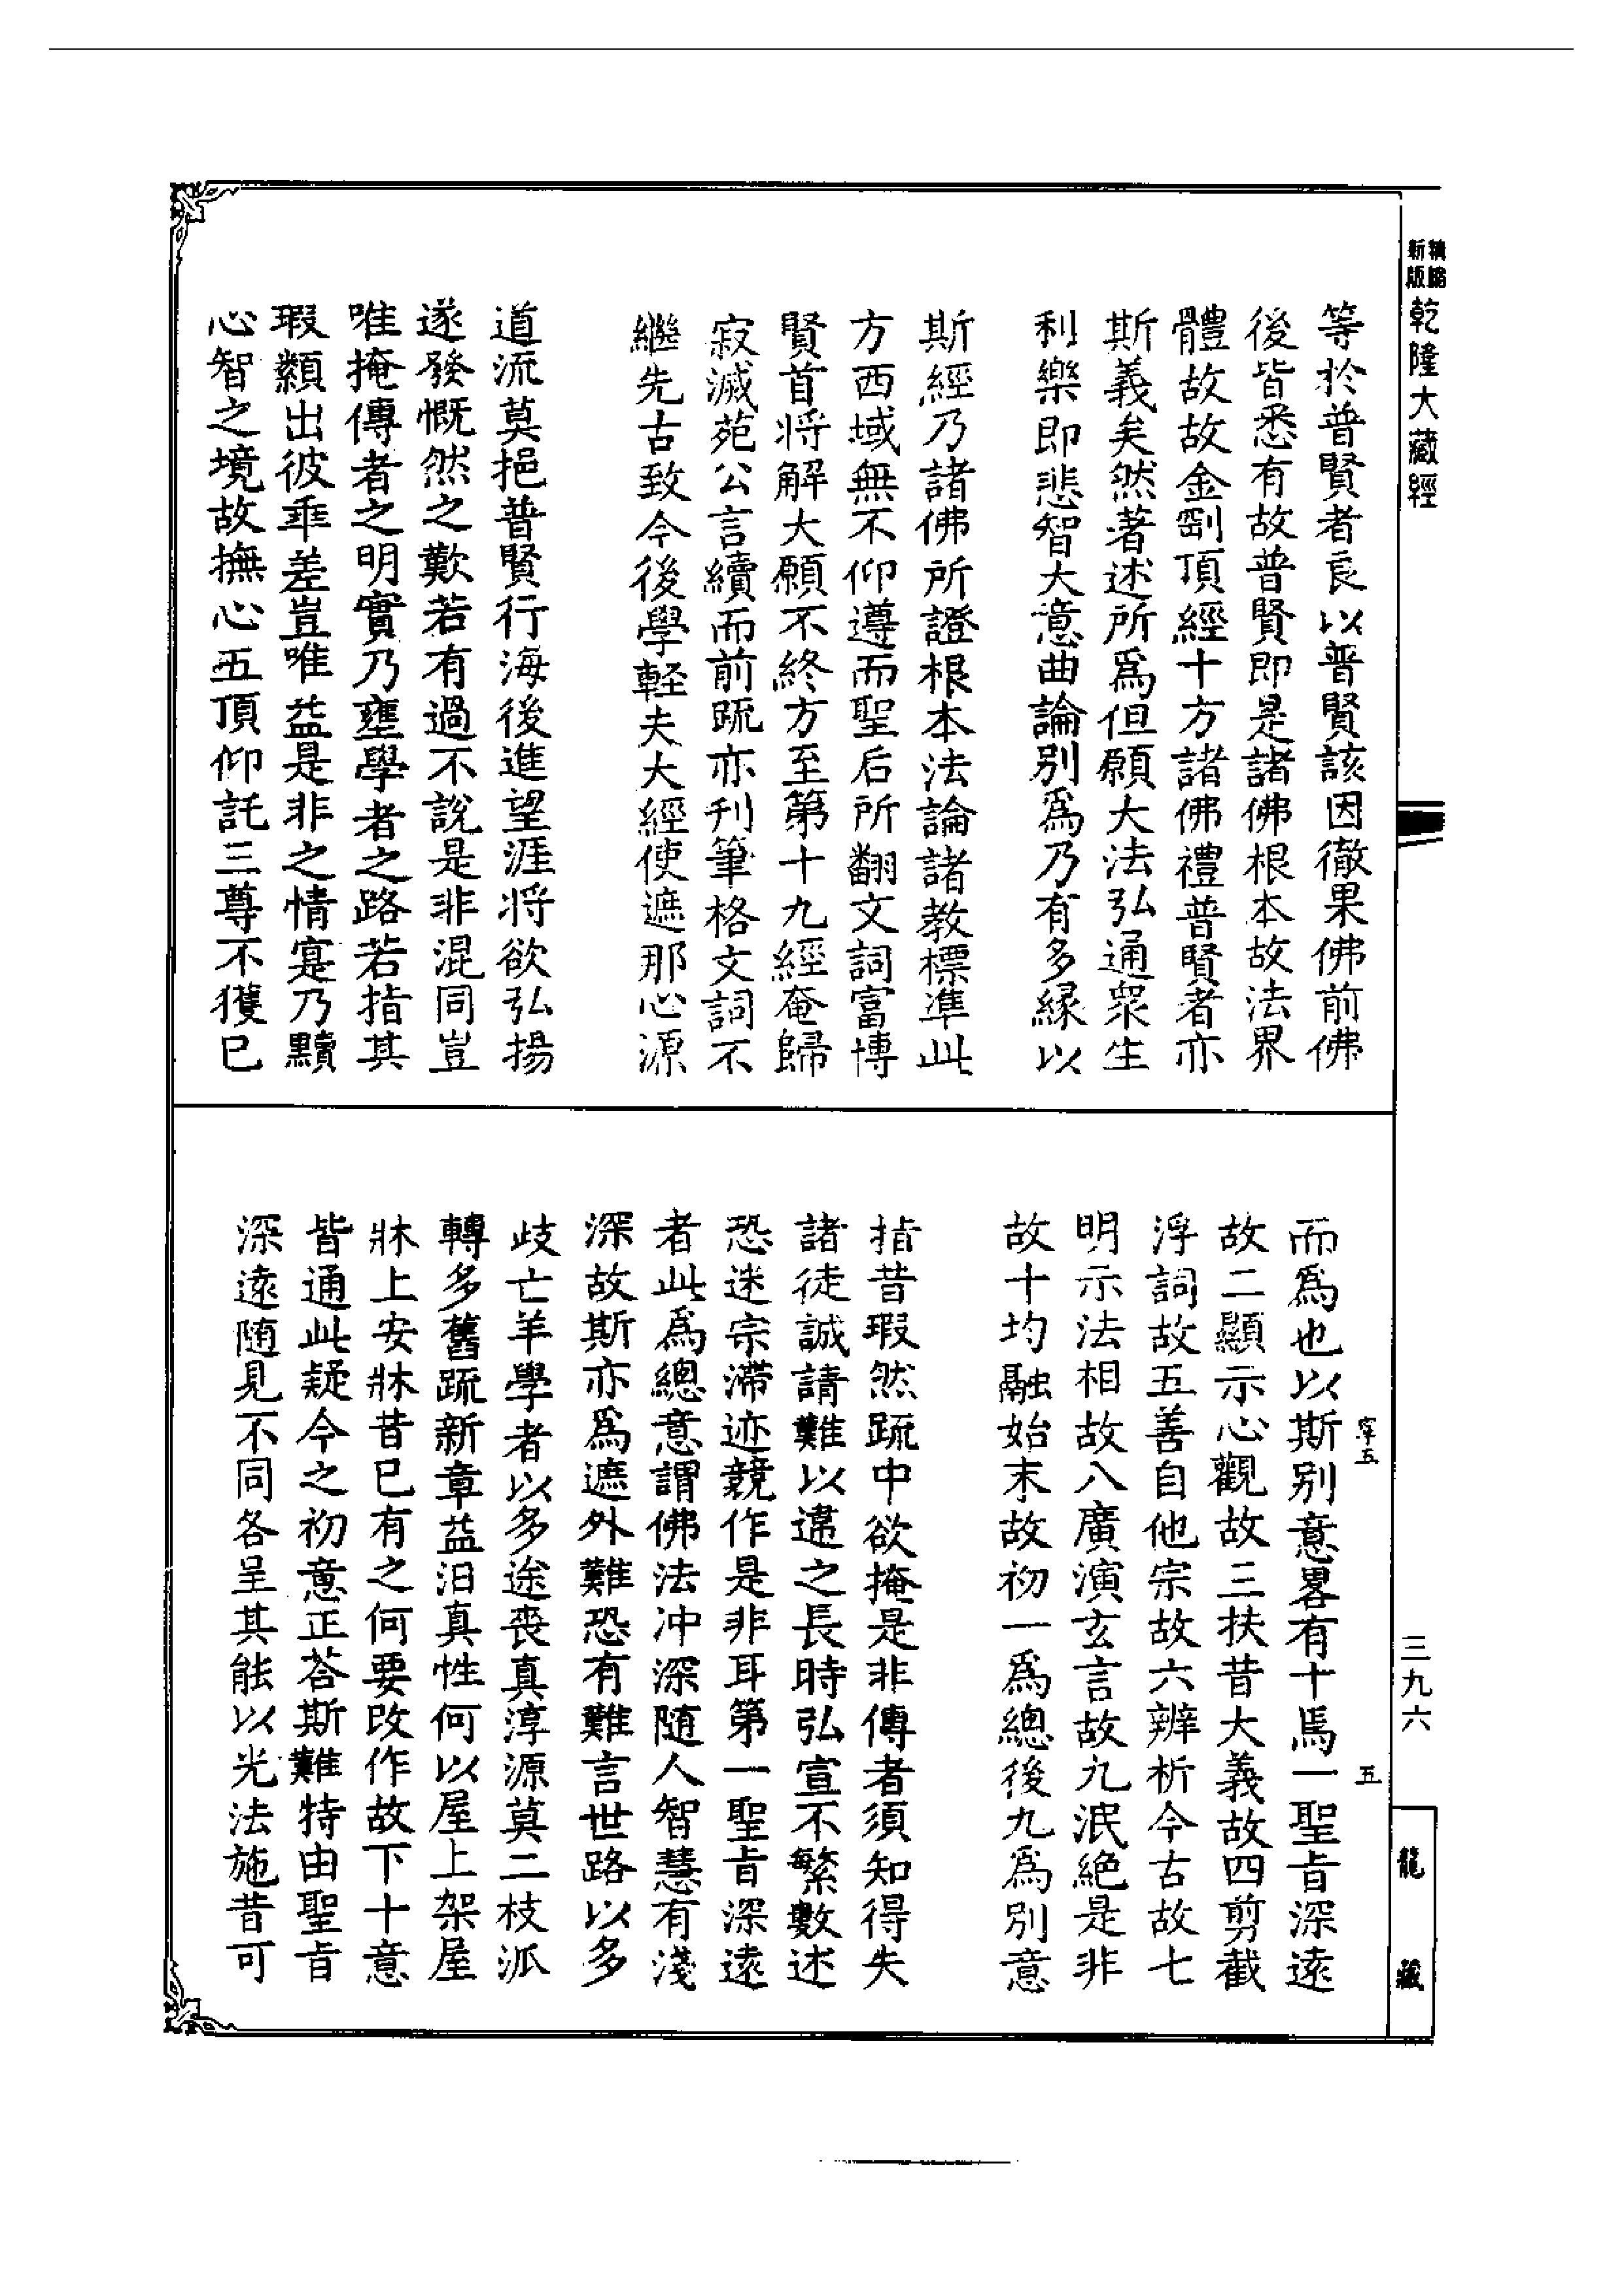 精縮新版乾隆大藏經
等於普賢者良以普賢該因徹果佛前佛
後皆悉有故普賢即是諸佛根本故法界
體故故金剛頂經十方諸佛禮普賢者亦
斯義矣然著述所為但願大法弘通衆生
利樂即悲智大意曲論別為乃有多緣以
斯經乃諸佛所證根本法論諸教標準此
方西域無不仰遵而聖后所翻文詞富博
賢首將解大願不終方至第十九經奄歸
寂滅苑公言續而前疏亦刋筆格文詞不
繼先古致令後學輕夫大經使遮那心源
道流莫挹普賢行海後進望涯將欲弘揚
遂發慨然之歎若有過不說是非混同豈
唯掩傳者之明實乃壅學者之路若指其
瑕纇出彼乖差豈唯益是非之情寔乃黷
心智之境故撫心五頂仰託三尊不獲已
而爲也以斯別意畧有十馬一聖㫖深遠
故二顯示心觀故三扶昔大義故四剪截
浮詞故五善自他宗故六辨析今古故七
明示法相故八廣演玄言故九泯絕是非
故十均融始末故初一爲總後九爲別意
指昔瑕然疏中欲掩是非傳者須知得失
諸徒誠請難以違之長時弘宣不繁數述
恐迷宗滯迹競作是非耳第一聖㫖深遠
者此爲總意謂佛法沖深隨人智慧有淺
深故斯亦爲遮外難恐有難言世路以多
歧亡羊學者以多途喪真淳源莫二枝派
轉多舊疏新章益汩真性何以屋上架屋
牀上安牀昔已有之何要改作故下十意
皆通此疑今之初意正荅斯難特由聖㫖
深遠隨見不同各呈其能以光法施昔可
宰五
五
三九六
龍藏